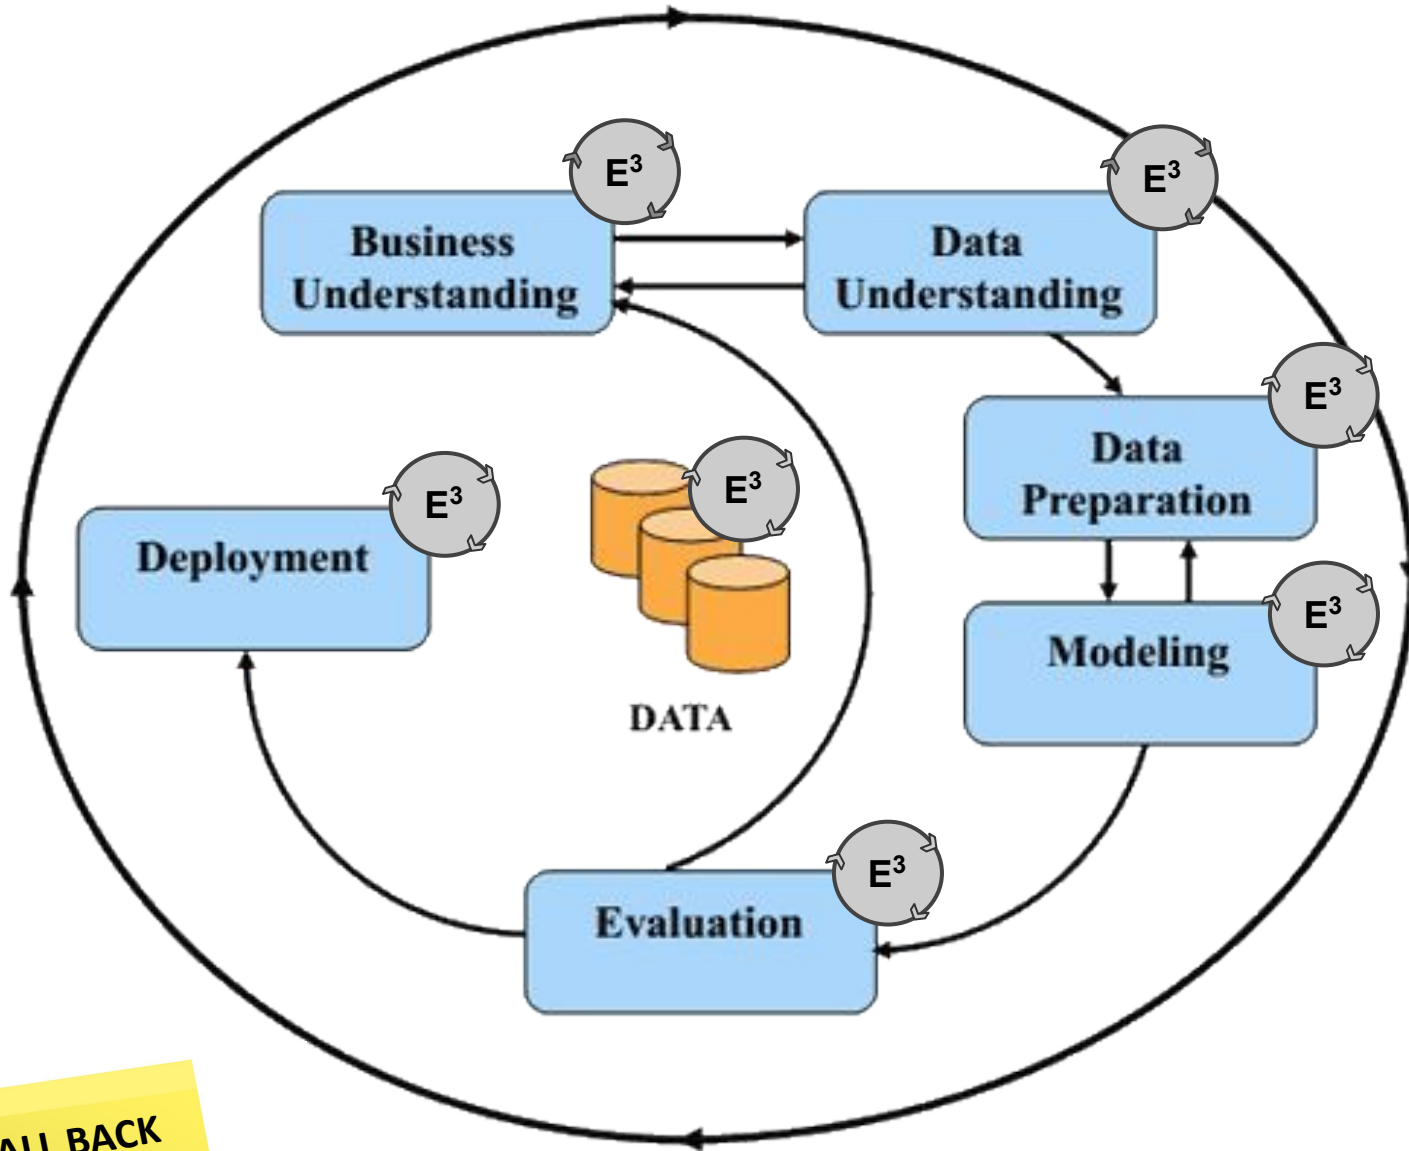 E³
E³
Business
Understanding
Data
Understanding
E³
Data
Preparation
E³
E³
Deployment
E³
Modeling
DATA
E³
Evaluation
BACK